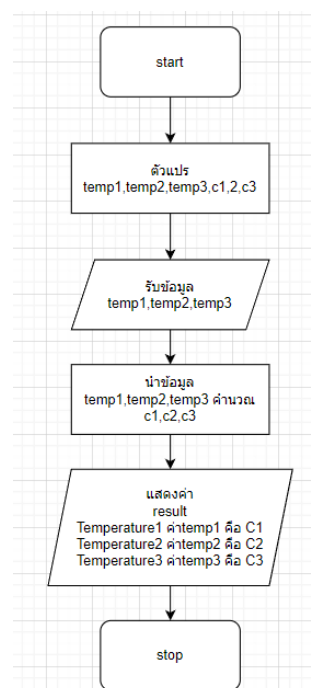 start
ตัวแปร
temp1,temp2,temp3,c1,2,c3
รับข้อมูล
temp1,temp2,temp3
นำข้อมูล
temp1,temp2,temp3 คำนวณ
c1,c2,c3
แสดงค่า
result
Temperature1 ค่าtemp1 คือ C1
Temperature2 ค่าtemp2 คือ C2
Temperature3 ค่าtemp3 คือ C3
stop